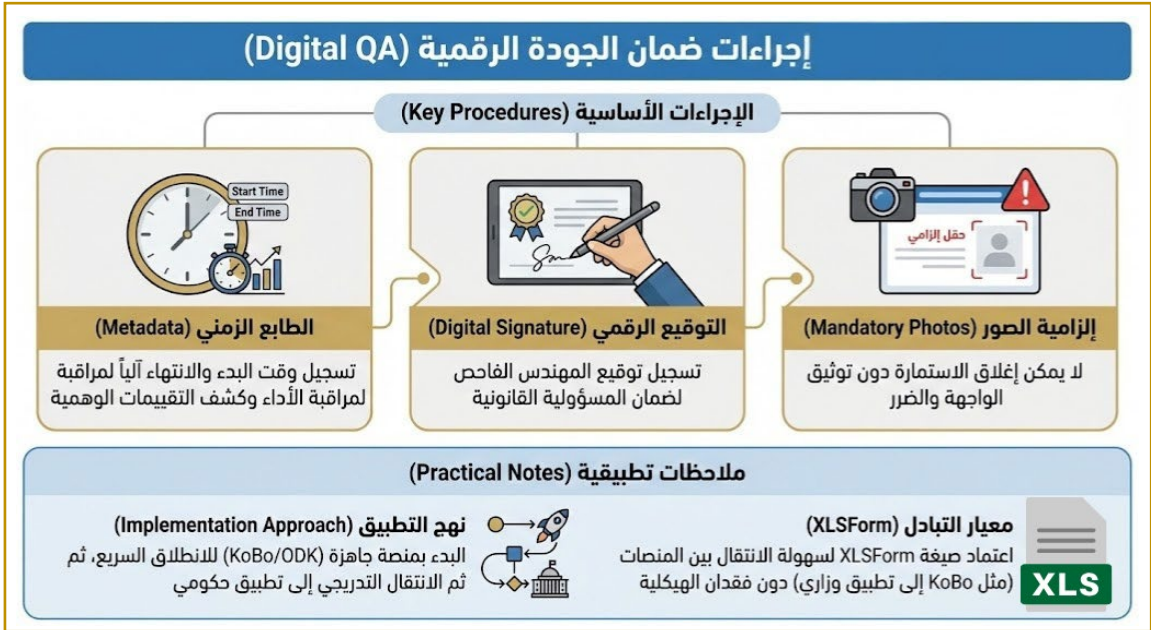 إجراءات ضمان الجودة الرقمية (Digital QA)
الإجراءات الأساسية (Key Procedures)
حقل إلزامي
إلزامية الصور (Mandatory Photos)
لا يمكن إغلاق الاستمارة دون توثيق
الواجهة والضرر
التوقيع الرقمي (Digital Signature)
تسجيل توقيع المهندس الفاحص
لضمان المسؤولية القانونية
Start Time
End Time
الطابع الزمني (Metadata)
تسجيل وقت البدء والانتهاء آلياً لمراقبة
لمراقبة الأداء وكشف التقييمات الوهمية
ملاحظات تطبيقية (Practical Notes)
معيار التبادل (XLSForm)
اعتماد صيغة XLSForm لسهولة الانتقال بين المنصات
(مثل KoBo إلى تطبيق وزاري) دون فقدان الهيكلية
XLS
نهج التطبيق (Implementation Approach)
البدء بمنصة جاهزة (KoBo/ODK) للانطلاق السريع، ثم
ثم الانتقال التدريجي إلى تطبيق حكومي